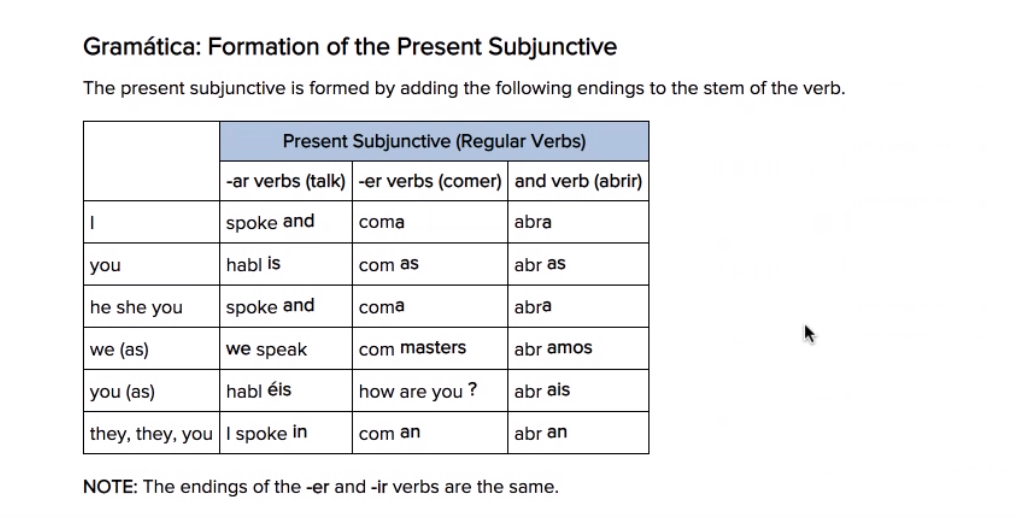 Gramática: Formation of the Present Subjunctive
The present subjunctive is formed by adding the following endings to the stem of the verb.
Present Subjunctive (Regular Verbs)
-ar verbs (talk) -er verbs (comer) and verb (abrir)
I spoke and coma abra
you habl is com as abr as
he she you spoke and coma abra
we (as) we speak com masters abr amos
you (as) habl éis how are you ? abr ais
they, they, you I spoke in com an abr an
NOTE: The endings of the -er and -ir verbs are the same.